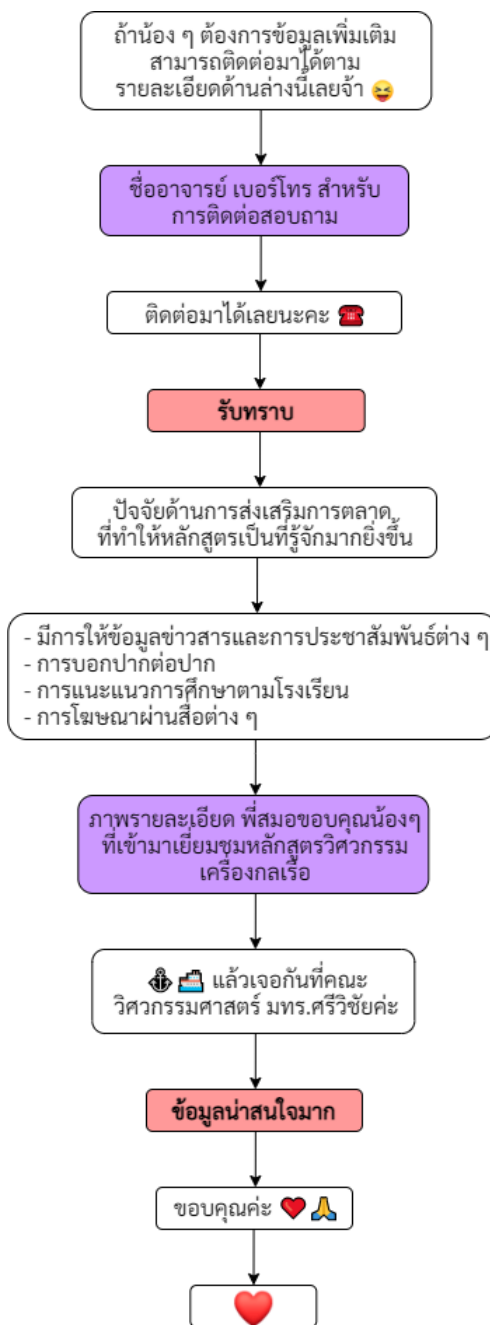 ถ้าน้อง ๆ ต้องการข้อมูลเพิ่มเติม
สามารถติดต่อมาได้ตาม
รายละเอียดด้านล่างนี้เลยจ้า 😝
ชื่ออาจารย์ เบอร์โทร สำหรับ
การติดต่อสอบถาม
ติดต่อมาได้เลยนะคะ ☎️
รับทราบ
ปัจจัยด้านการส่งเสริมการตลาด
ที่ทำให้หลักสูตรเป็นที่รู้จักมากยิ่งขึ้น
- มีการให้ข้อมูลข่าวสารและการประชาสัมพันธ์ต่าง ๆ
- การบอกปากต่อปาก
- การแนะแนวการศึกษาตามโรงเรียน
- การโฆษณาผ่านสื่อต่าง ๆ
ภาพรายละเอียด พี่สมอขอบคุณน้องๆ
ที่เข้ามาเยี่ยมชมหลักสูตรวิศวกรรม
เครื่องกลเรือ
⚓🚢 แล้วเจอกันที่คณะ
วิศวกรรมศาสตร์ มทร.ศรีวิชัยค่ะ
ข้อมูลน่าสนใจมาก
ขอบคุณค่ะ ❤️🙏
❤️